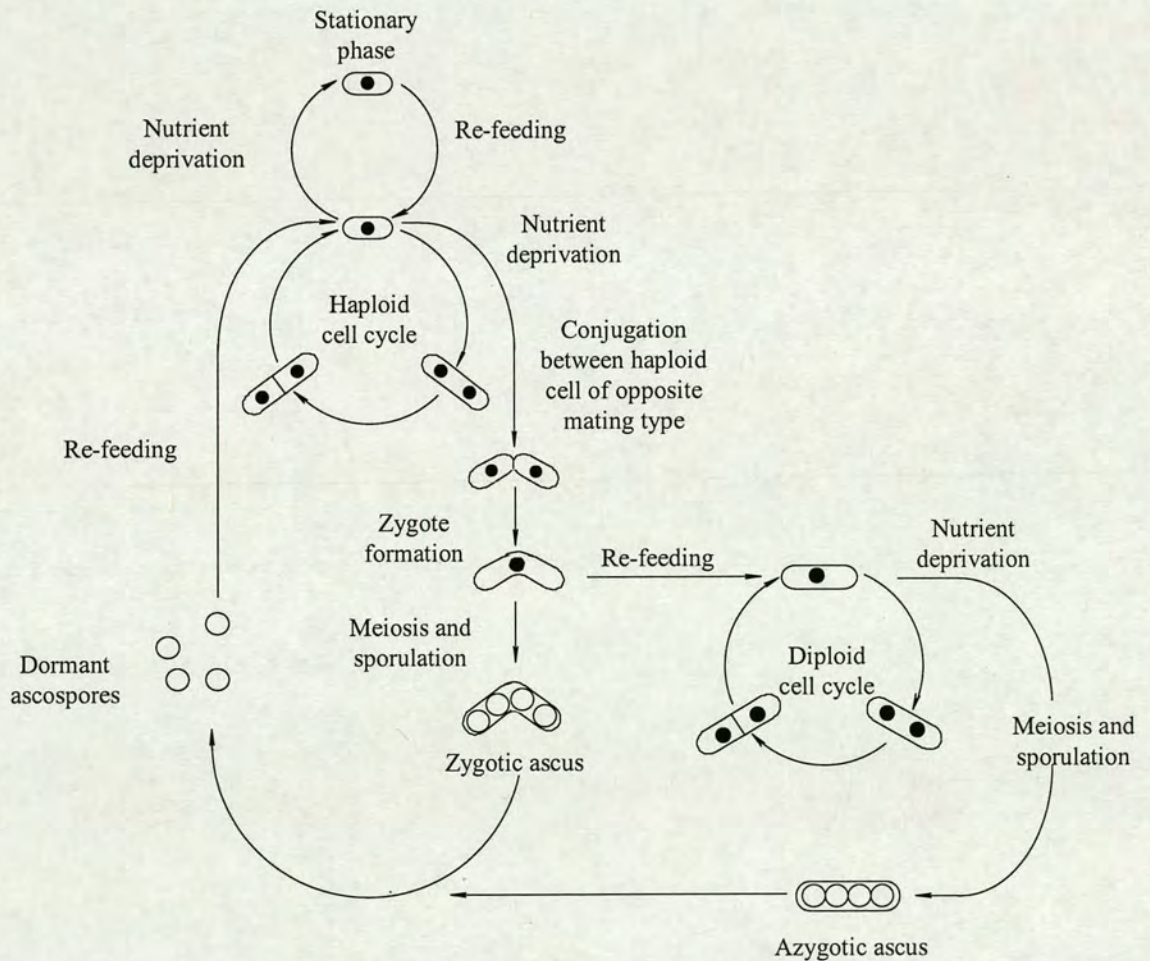 Stationary
phase
Nutrient
deprivation
Re-feeding
Nutrient
deprivation
Haploid
cell cycle
Conjugation
between haploid
cell of opposite
mating type
Re-feeding
Zygote
formation
Re-feeding
Nutrient
deprivation
Meiosis and
sporulation
Dormant
ascospores
Diploid
cell cycle
Meiosis and
sporulation
Zygotic ascus
Azygotic ascus